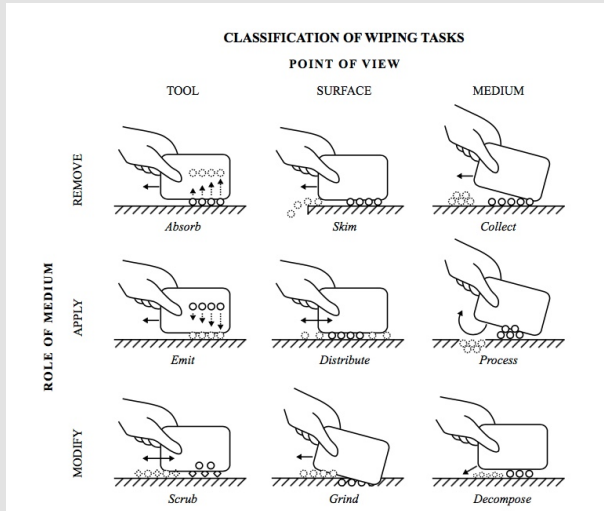 CLASSIFICATION OF WIPING TASKS
POINT OF VIEW
TOOL SURFACE MEDIUM
ROLE OF MEDIUM
REMOVE
Absorb Skim Collect
APPLY
Emit Distribute Process
MODIFY
Scrub Grind Decompose